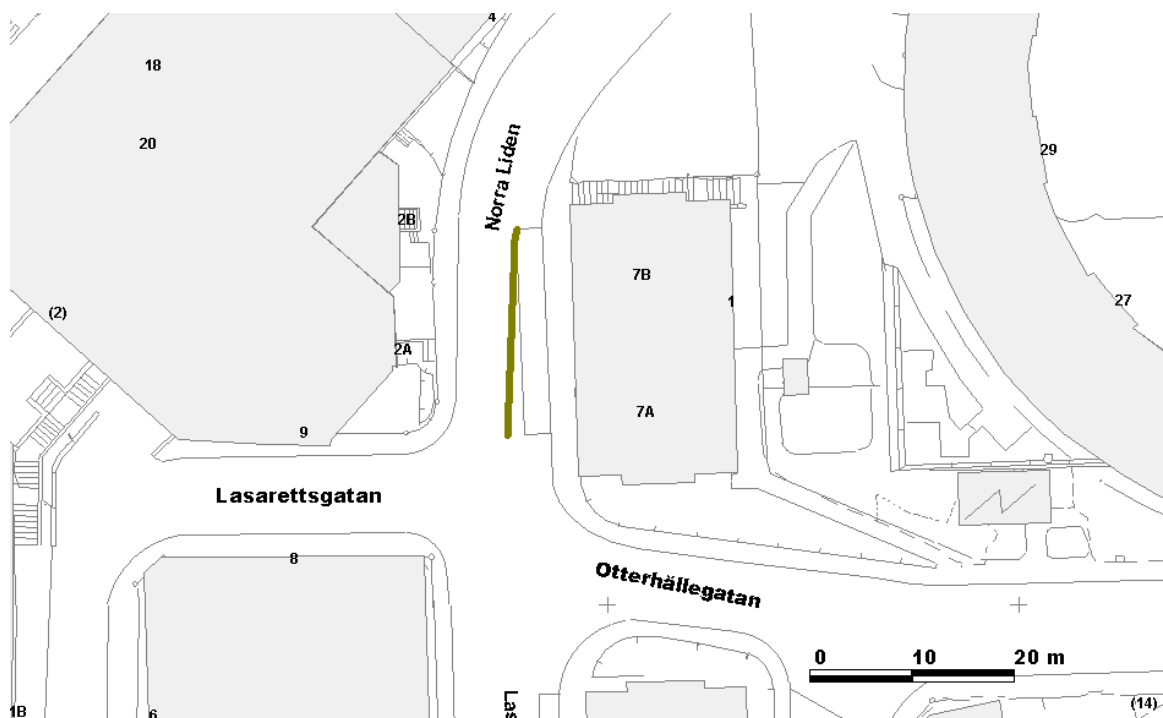 4
18
20
Norra Liden
29
2B
7B
1
27
(2)
2A
7A
9
Lasarettsgatan
8
Otterhällegatan
0 10 20 m
Las
1B
6
(14)